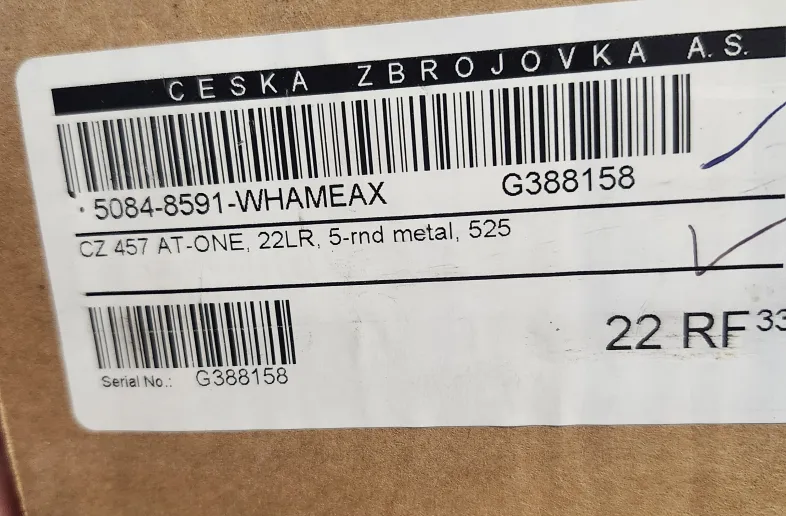 CESKA ZBROJOVKA A.S.
5084-8591-WHAMEAX G388158
CZ 457 AT-ONE, 22LR, 5-rnd metal, 525
22 RF 33
Serial No.: G388158